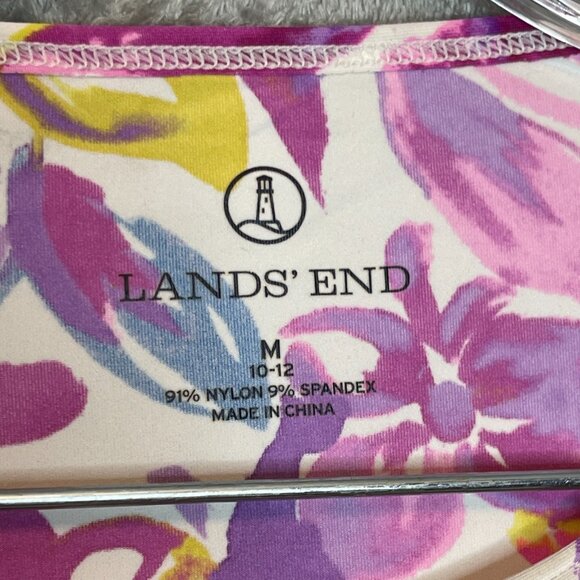 LANDS' END
M
10-12
91% NYLON 9% SPANDEX
MADE IN CHINA